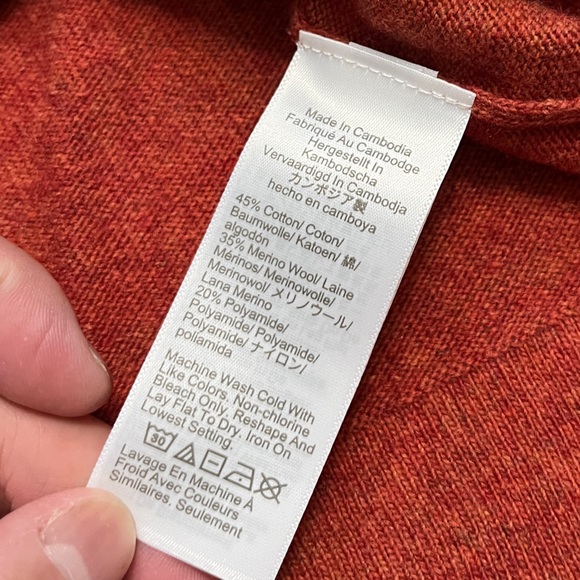 Made In Cambodia
Fabriqué Au Cambodge
Hergestellt In
Kambodscha
Vervaardigd In Cambodja
カンボジア製
hecho en camboya
45% Cotton/ Coton/
Baumwolle/ Katoen/ 綿/
algodón
35% Merino Wool/ Laine
Mérinos/ Merinowolle/
Merinowol/ メリノウール/
Lana Merino
20% Polyamide/
Polyamide/ Polyamide/
Polyamide/ ナイロン/
poliamida
Machine Wash Cold With
Like Colors, Non-chlorine
Bleach Only, Reshape And
Lay Flat To Dry, Iron On
Lowest Setting.
30
Lavage En Machine À
Froid Avec Couleurs
Similaires, Seulement